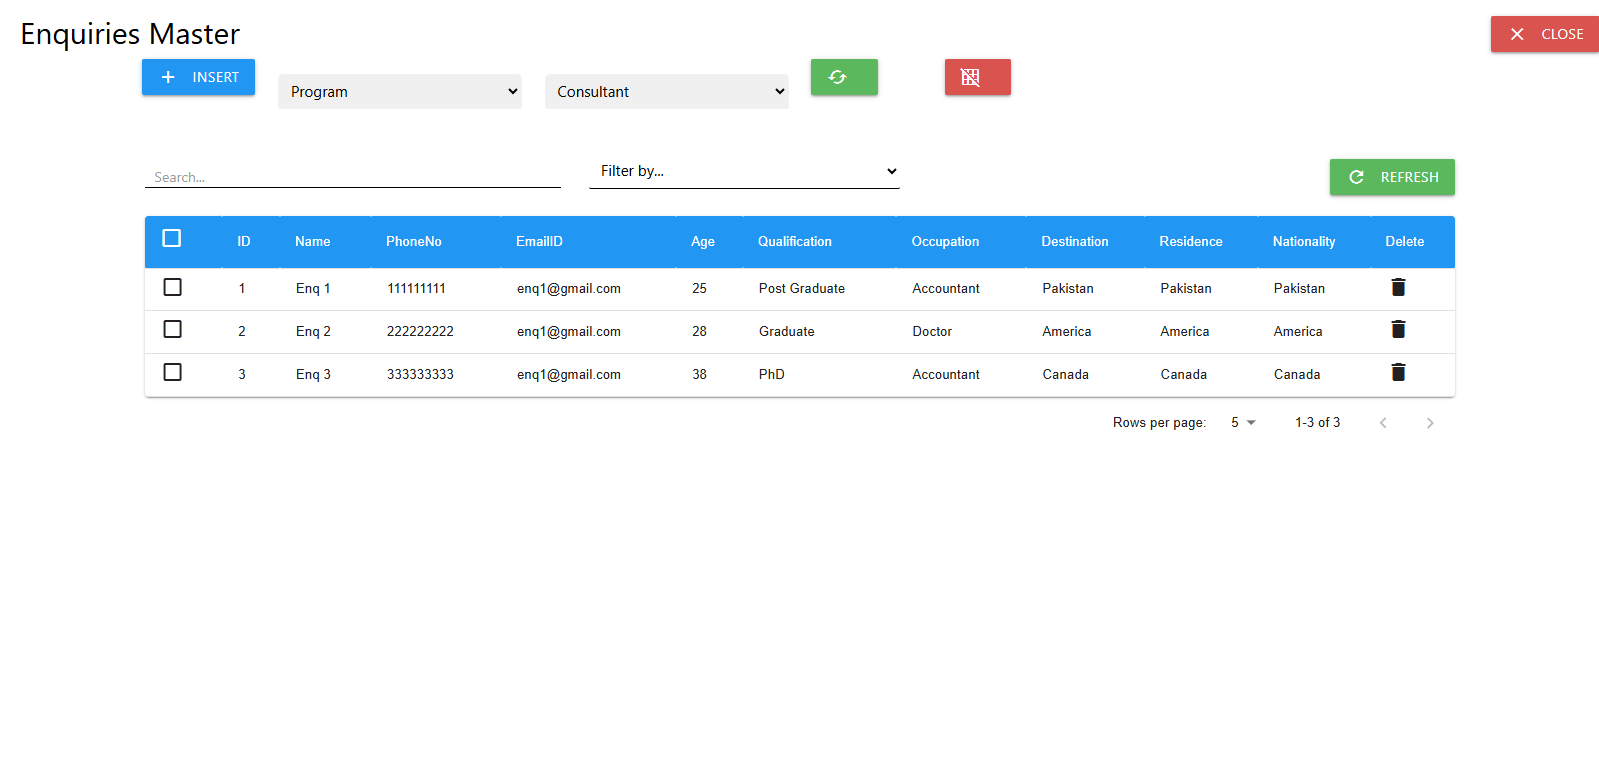 Enquiries Master
CLOSE
INSERT
Program
Consultant
Search...
Filter by...
REFRESH
ID Name PhoneNo EmailID Age Qualification Occupation Destination Residence Nationality Delete
1 Enq 1 111111111 enq1@gmail.com 25 Post Graduate Accountant Pakistan Pakistan Pakistan
2 Enq 2 222222222 enq1@gmail.com 28 Graduate Doctor America America America
3 Enq 3 333333333 enq1@gmail.com 38 PhD Accountant Canada Canada Canada
Rows per page: 5 1-3 of 3